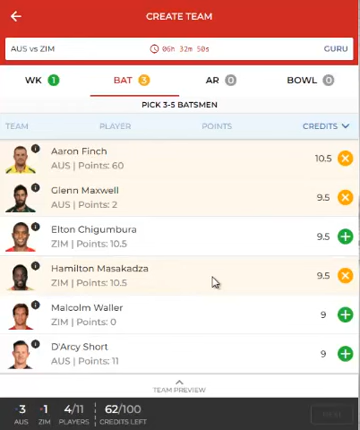 CREATE TEAM
AUS vs ZIM 06h 32m 50s GURU
WK 1 BAT 3 AR 0 BOWL 0
PICK 3-5 BATSMEN
TEAM PLAYER POINTS CREDITS
Aaron Finch
AUS | Points: 60
10.5
Glenn Maxwell
AUS | Points: 2
9.5
Elton Chigumbura
ZIM | Points: 10.5
9.5
Hamilton Masakadza
ZIM | Points: 10.5
9.5
Malcolm Waller
ZIM | Points: 0
9
D'Arcy Short
AUS | Points: 11
9
TEAM PREVIEW
3 1 4/11 62/100
AUS ZIM PLAYERS CREDITS LEFT
NEXT